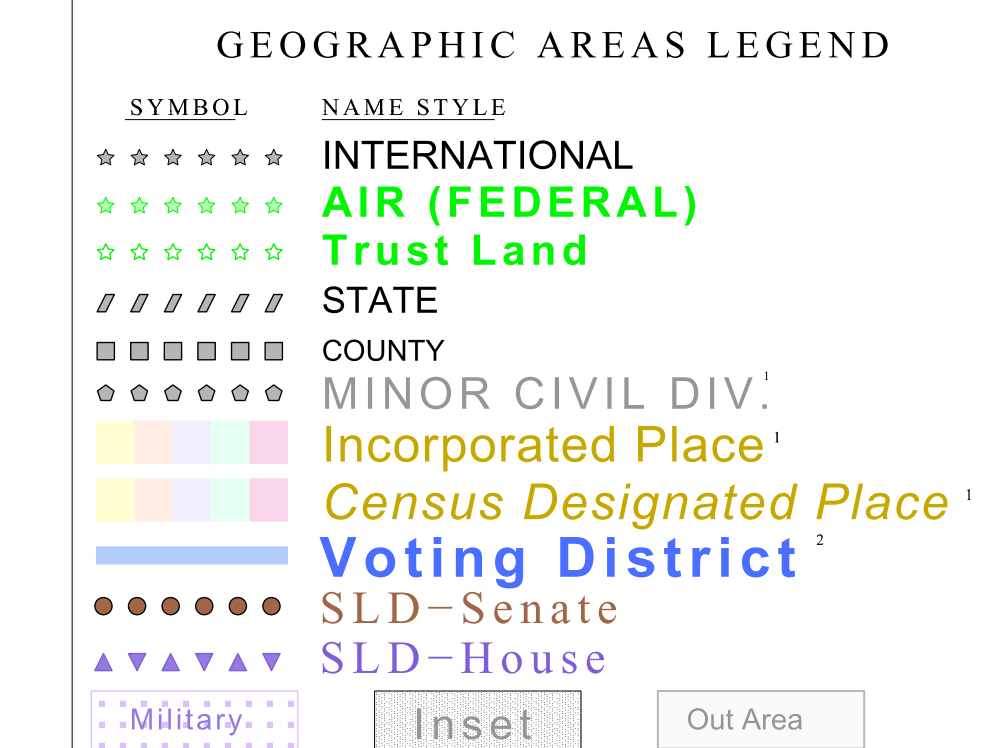 GEOGRAPHIC AREAS LEGEND
SYMBOL NAME STYLE
INTERNATIONAL
AIR (FEDERAL)
Trust Land
STATE
COUNTY
MINOR CIVIL DIV. 1
Incorporated Place 1
Census Designated Place 1
Voting District 2
SLD−Senate
SLD−House
Military Inset Out Area